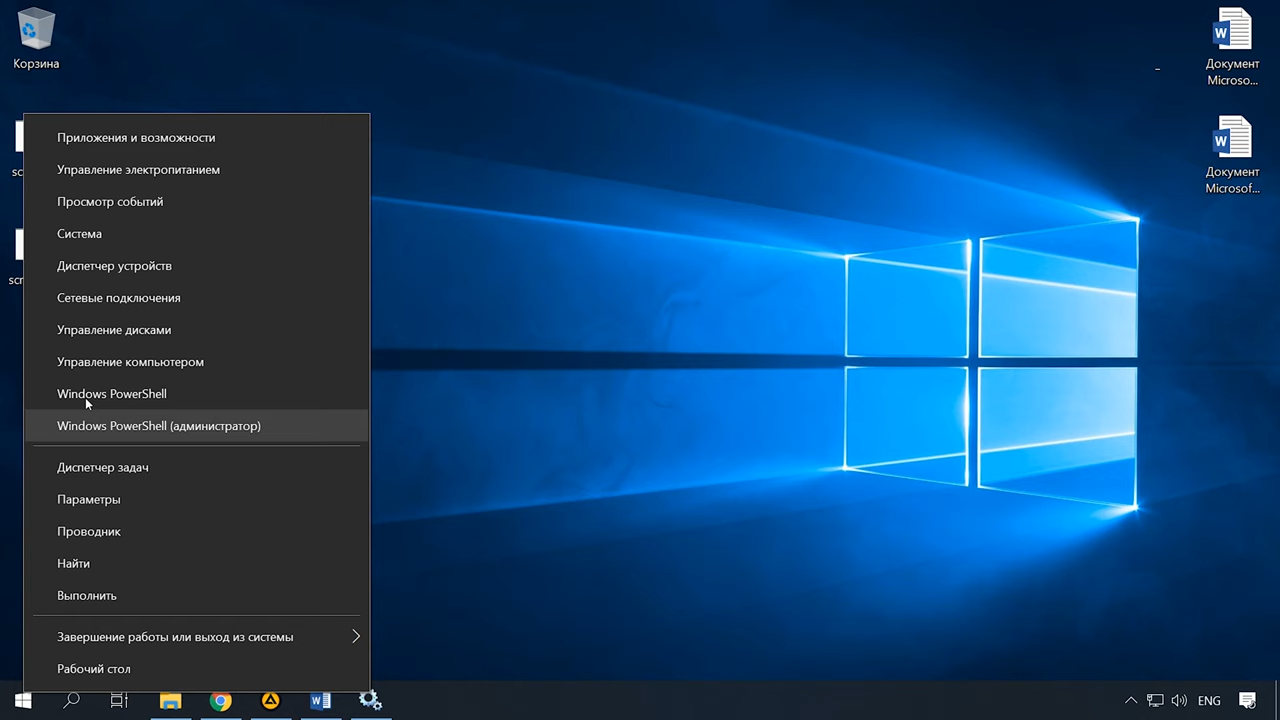 Корзина
Документ
Microso...
Документ
Microsof...
sc
scr
Приложения и возможности
Управление электропитанием
Просмотр событий
Система
Диспетчер устройств
Сетевые подключения
Управление дисками
Управление компьютером
Windows PowerShell
Windows PowerShell (администратор)
Диспетчер задач
Параметры
Проводник
Найти
Выполнить
Завершение работы или выход из системы
Рабочий стол
ENG